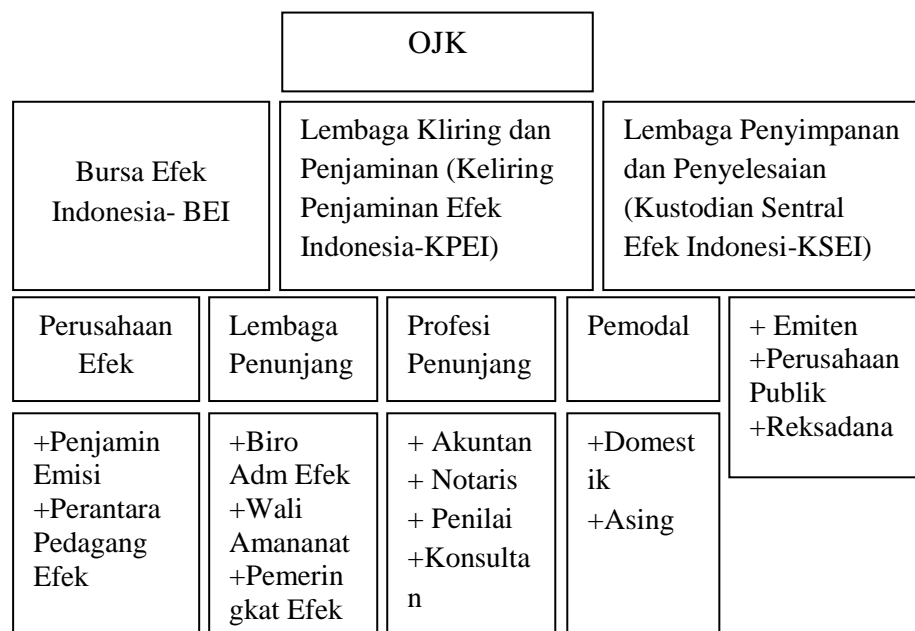 OJK
Bursa Efek
Indonesia- BEI
Lembaga Kliring dan
Penjaminan (Keliring
Penjaminan Efek
Indonesia-KPEI)
Lembaga Penyimpanan
dan Penyelesaian
(Kustodian Sentral
Efek Indonesi-KSEI)
Perusahaan
Efek
Lembaga
Penunjang
Profesi
Penunjang
Pemodal
+ Emiten
+Perusahaan
Publik
+Reksadana
+Penjamin
Emisi
+Perantara
Pedagang
Efek
+Biro
Adm Efek
+Wali
Amananat
+Pemerin
gkat Efek
+ Akuntan
+ Notaris
+ Penilai
+Konsulta
n
+Domest
ik
+Asing